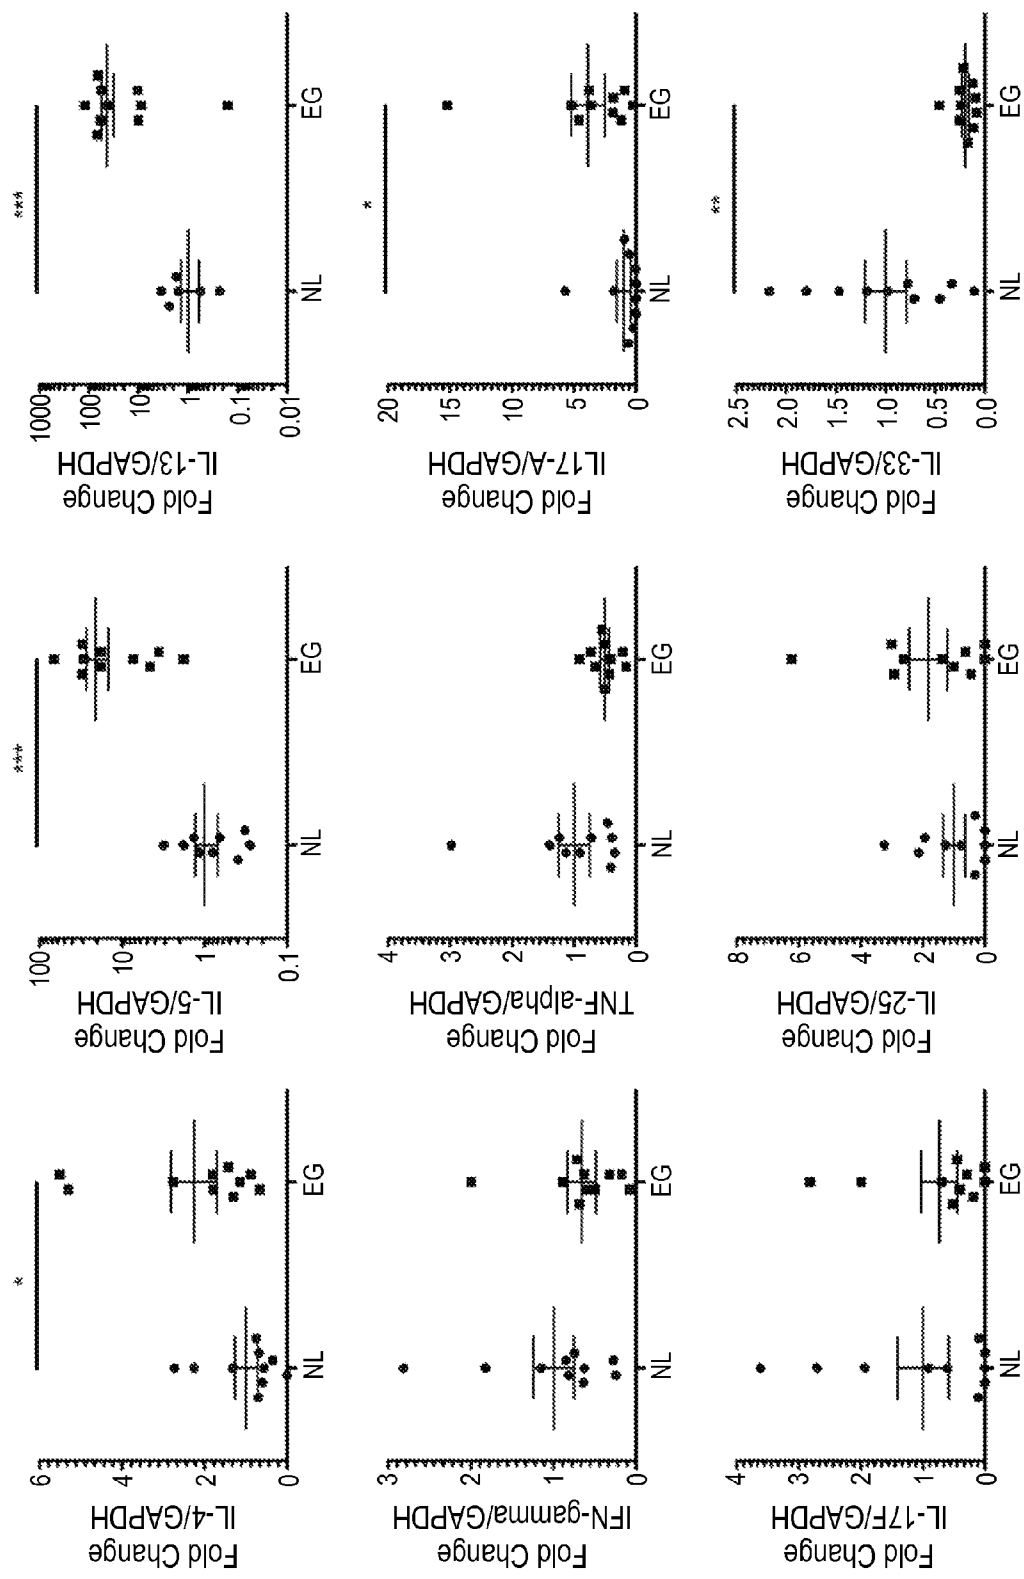 Fold Change
IL-4/GAPDH
6
4
2
0
*
NL
EG
Fold Change
IL-5/GAPDH
100
10
1
0.1
***
NL
EG
Fold Change
IL-13/GAPDH
1000
100
10
1
0.1
0.01
***
NL
EG
Fold Change
IFN-gamma/GAPDH
3
2
1
0
NL
EG
Fold Change
TNF-alpha/GAPDH
4
3
2
1
0
NL
EG
Fold Change
IL17-A/GAPDH
20
15
10
5
0
*
NL
EG
Fold Change
IL-17F/GAPDH
4
3
2
1
0
NL
EG
Fold Change
IL-25/GAPDH
8
6
4
2
0
NL
EG
Fold Change
IL-33/GAPDH
2.5
2.0
1.5
1.0
0.5
0.0
**
NL
EG